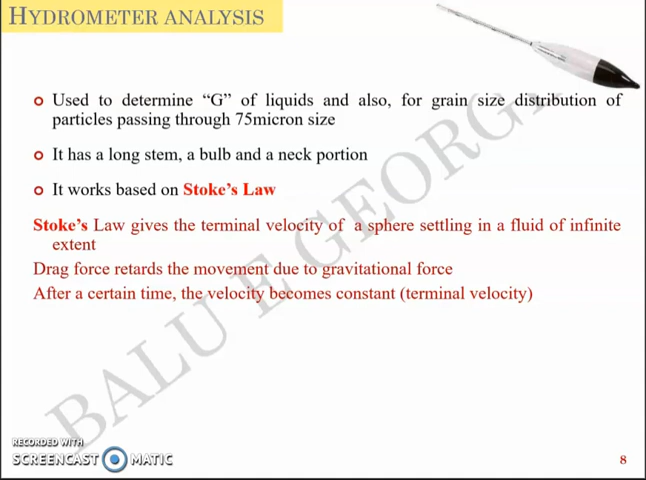 HYDROMETER ANALYSIS
Used to determine “G” of liquids and also, for grain size distribution of
particles passing through 75micron size
It has a long stem, a bulb and a neck portion
It works based on Stoke’s Law
Stoke’s Law gives the terminal velocity of a sphere settling in a fluid of infinite
extent
Drag force retards the movement due to gravitational force
After a certain time, the velocity becomes constant (terminal velocity)
BALU E GEORGE
RECORDED WITH
SCREENCAST MATIC
8